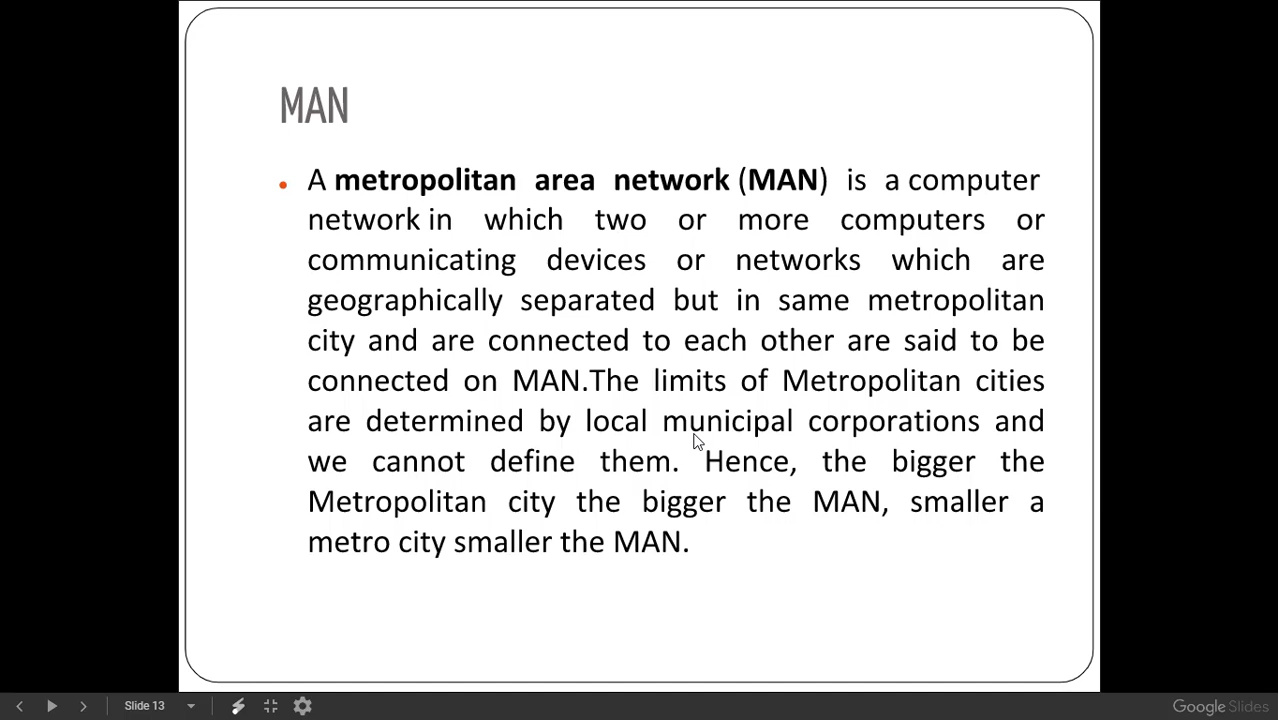 MAN
• A metropolitan area network (MAN) is a computer
network in which two or more computers or
communicating devices or networks which are
geographically separated but in same metropolitan
city and are connected to each other are said to be
connected on MAN.The limits of Metropolitan cities
are determined by local municipal corporations and
we cannot define them. Hence, the bigger the
Metropolitan city the bigger the MAN, smaller a
metro city smaller the MAN.
Slide 13
Google Slides